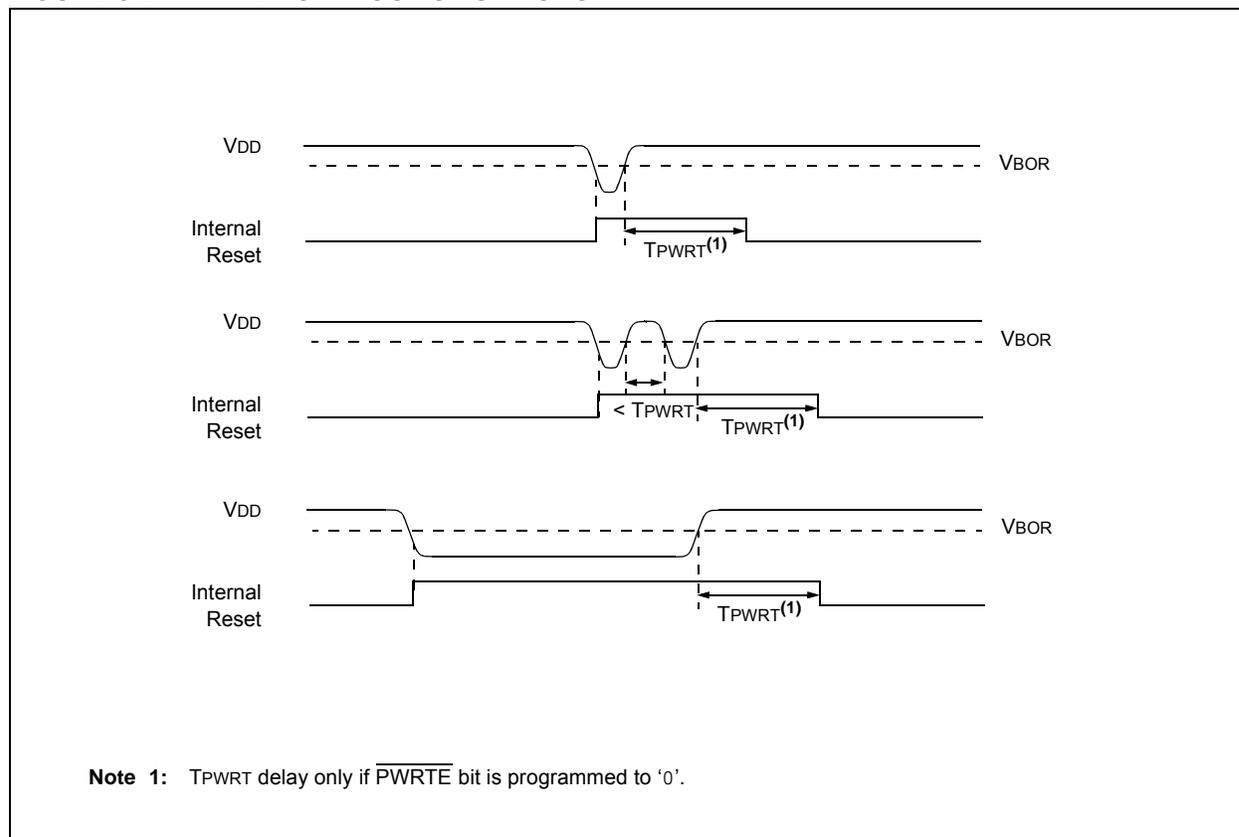 VDD
VBOR
Internal
Reset
TPWRT(1)
VDD
VBOR
Internal
Reset
< TPWRT
TPWRT(1)
VDD
VBOR
Internal
Reset
TPWRT(1)
Note 1: TPWRT delay only if PWRTE bit is programmed to ‘0’.